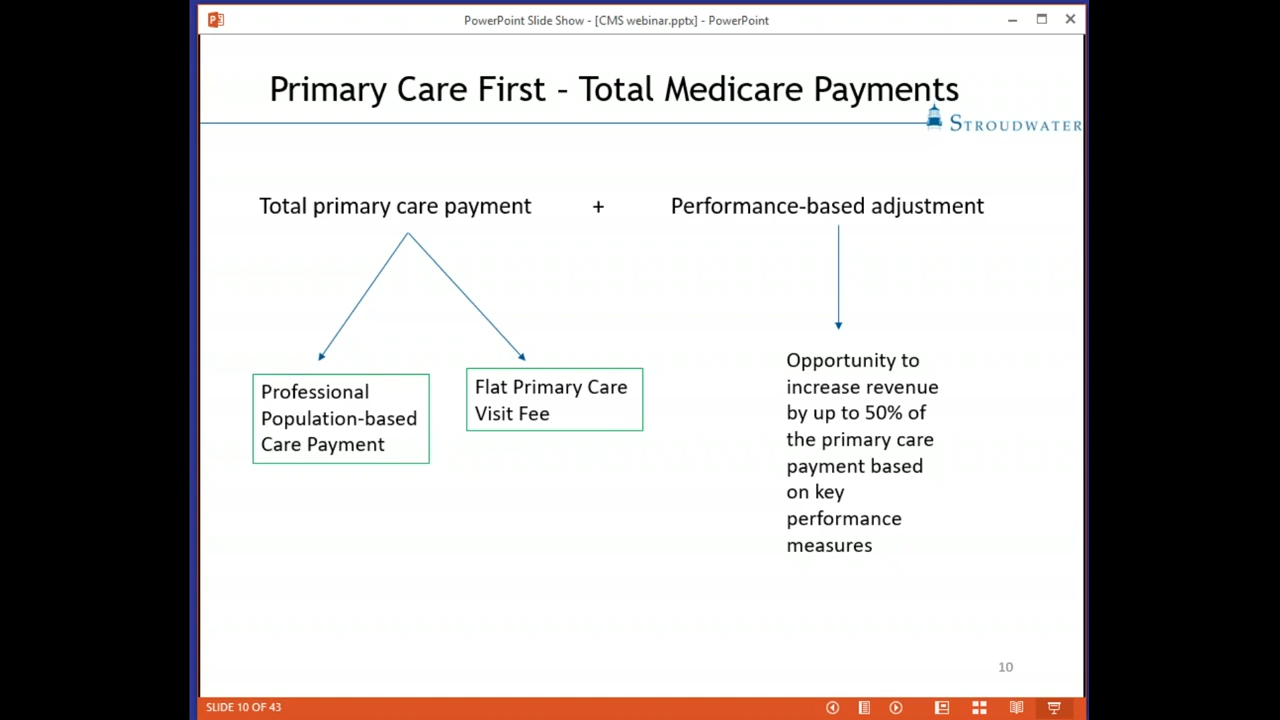 PowerPoint Slide Show - [CMS webinar.pptx] - PowerPoint
Primary Care First - Total Medicare Payments
STROUDWATER
Total primary care payment + Performance-based adjustment
Professional
Population-based
Care Payment
Flat Primary Care
Visit Fee
Opportunity to
increase revenue
by up to 50% of
the primary care
payment based
on key
performance
measures
10
SLIDE 10 OF 43